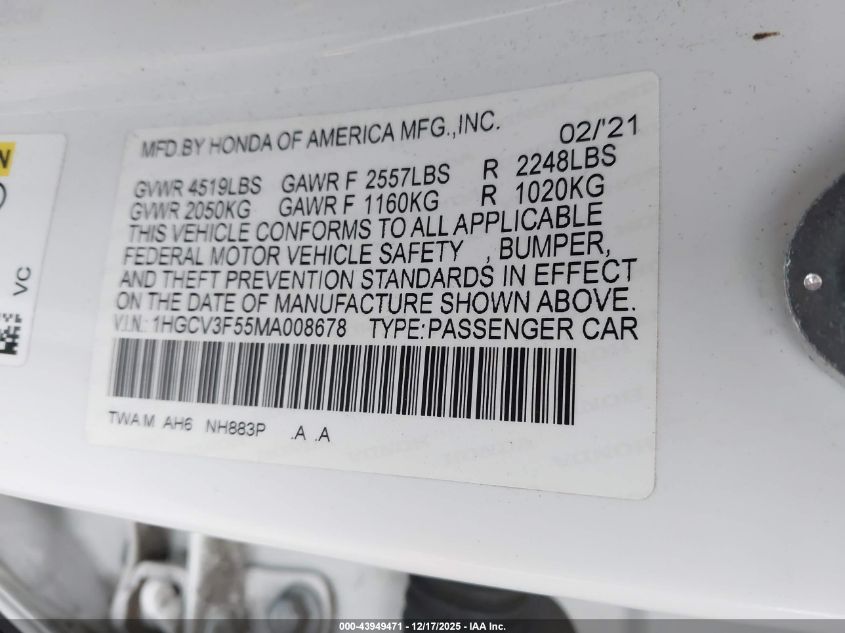 MFD.BY HONDA OF AMERICA MFG.,INC. 02/'21
GVWR 4519LBS GAWR F 2557LBS R 2248LBS
GVWR 2050KG GAWR F 1160KG R 1020KG
THIS VEHICLE CONFORMS TO ALL APPLICABLE
FEDERAL MOTOR VEHICLE SAFETY , BUMPER,
AND THEFT PREVENTION STANDARDS IN EFFECT
ON THE DATE OF MANUFACTURE SHOWN ABOVE.
V.I.N.: 1HGCV3F55MA008678 TYPE:PASSENGER CAR
TWAM AH6 NH883P .A .A
N
VC
000-43949471 — 12/17/2025 — IAA Inc.